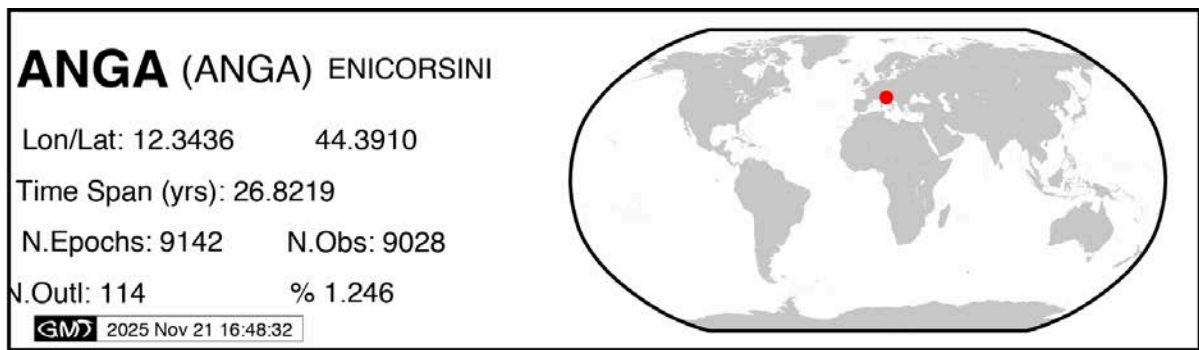 ANGA (ANGA) ENICORSINI
Lon/Lat: 12.3436 44.3910
Time Span (yrs): 26.8219
N.Epochs: 9142 N.Obs: 9028
N.Outl: 114 % 1.246
GMT 2025 Nov 21 16:48:32